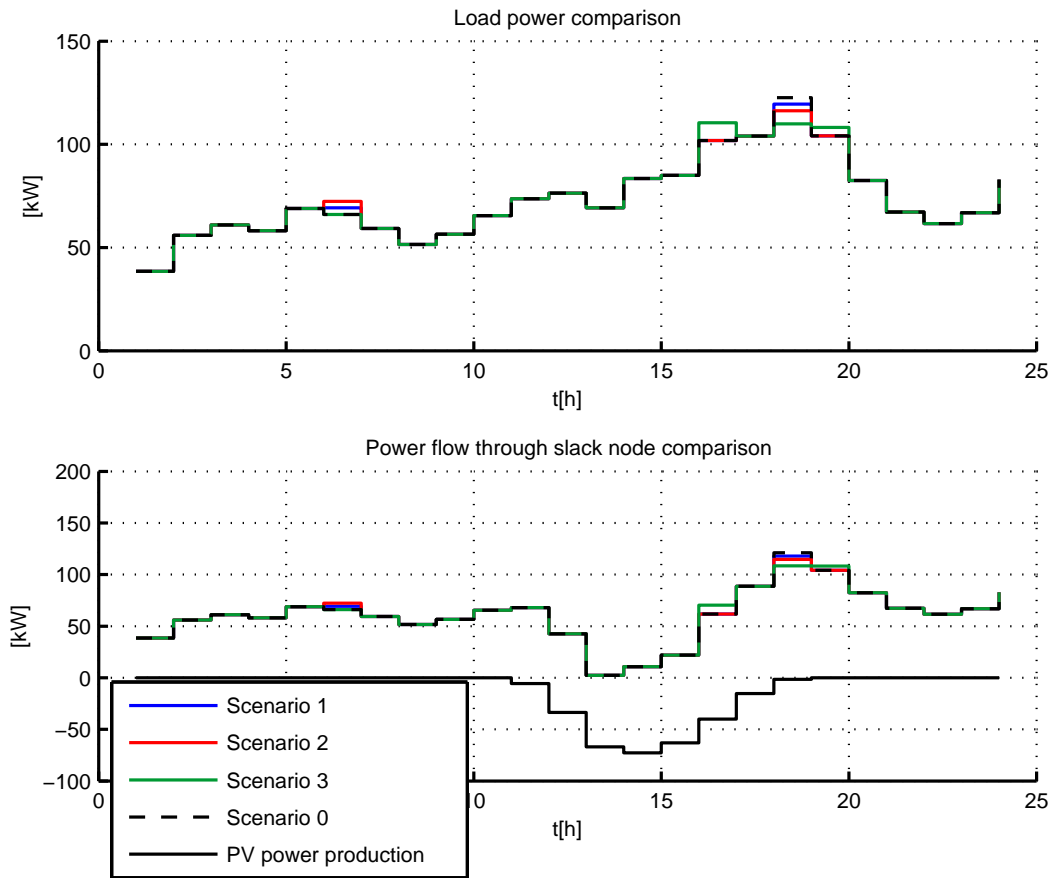 Load power comparison
150
100
50
0
[kW]
0 5 10 15 20 25
t[h]
Power flow through slack node comparison
200
150
100
50
0
−50
−100
[kW]
0 10 15 20 25
t[h]
Scenario 1
Scenario 2
Scenario 3
Scenario 0
PV power production